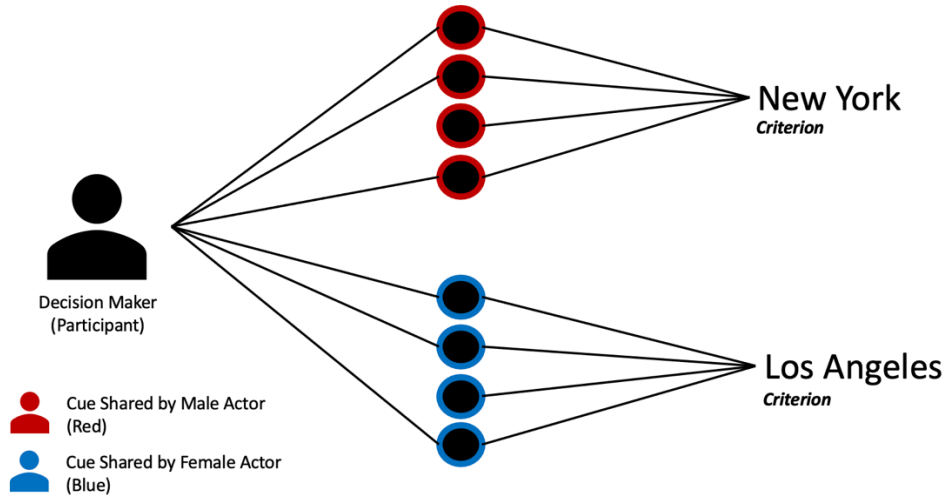 New York
Criterion
Decision Maker
(Participant)
Los Angeles
Criterion
Cue Shared by Male Actor
(Red)
Cue Shared by Female Actor
(Blue)